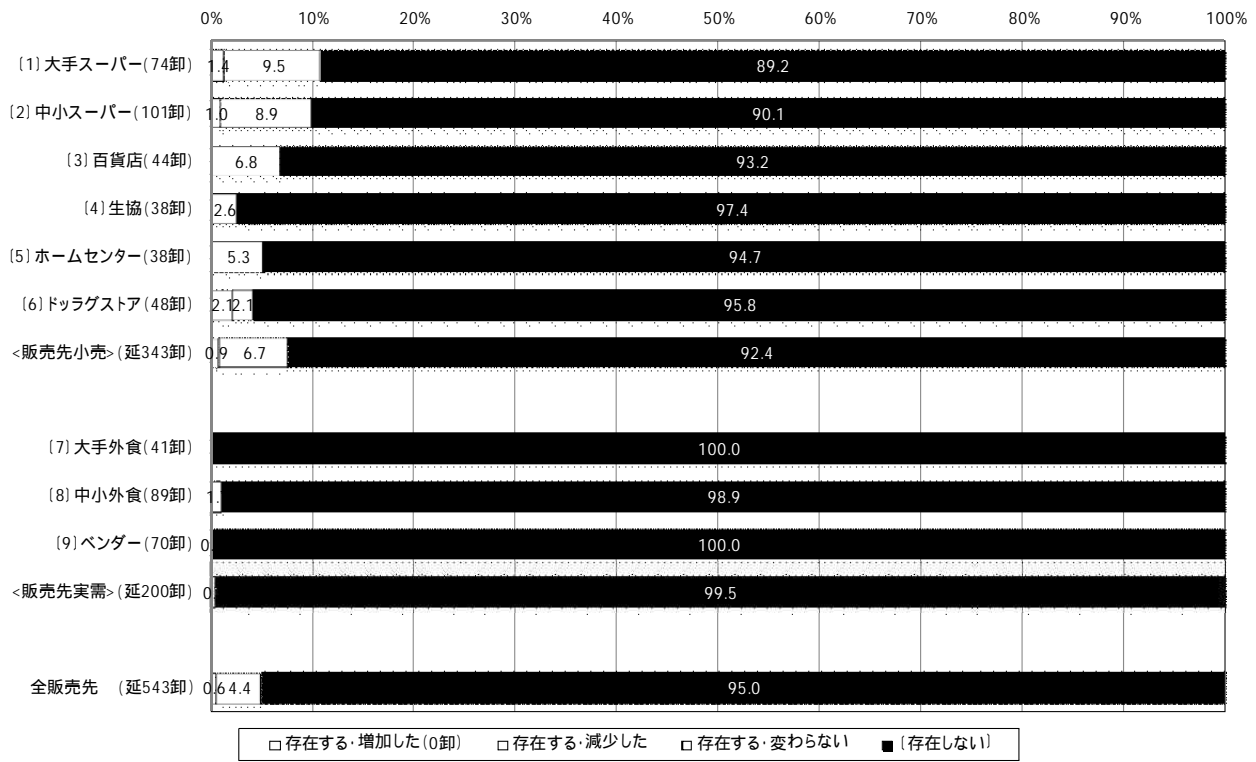 0% 10% 20% 30% 40% 50% 60% 70% 80% 90% 100%
〔1〕大手スーパー(74卸) 1.4 9.5 89.2
〔2〕中小スーパー(101卸) 1.0 8.9 90.1
〔3〕百貨店(44卸) 6.8 93.2
〔4〕生協(38卸) 2.6 97.4
〔5〕ホームセンター(38卸) 5.3 94.7
〔6〕ドッラグストア(48卸) 2.1 2.1 95.8
<販売先小売>(延343卸) 0.9 6.7 92.4
〔7〕大手外食(41卸) 100.0
〔8〕中小外食(89卸) 98.9
〔9〕ベンダー(70卸) 100.0
<販売先実需>(延200卸) 99.5
全販売先 (延543卸) 0.6 4.4 95.0
□存在する・増加した(0卸) □存在する・減少した □存在する・変わらない ■〔存在しない〕